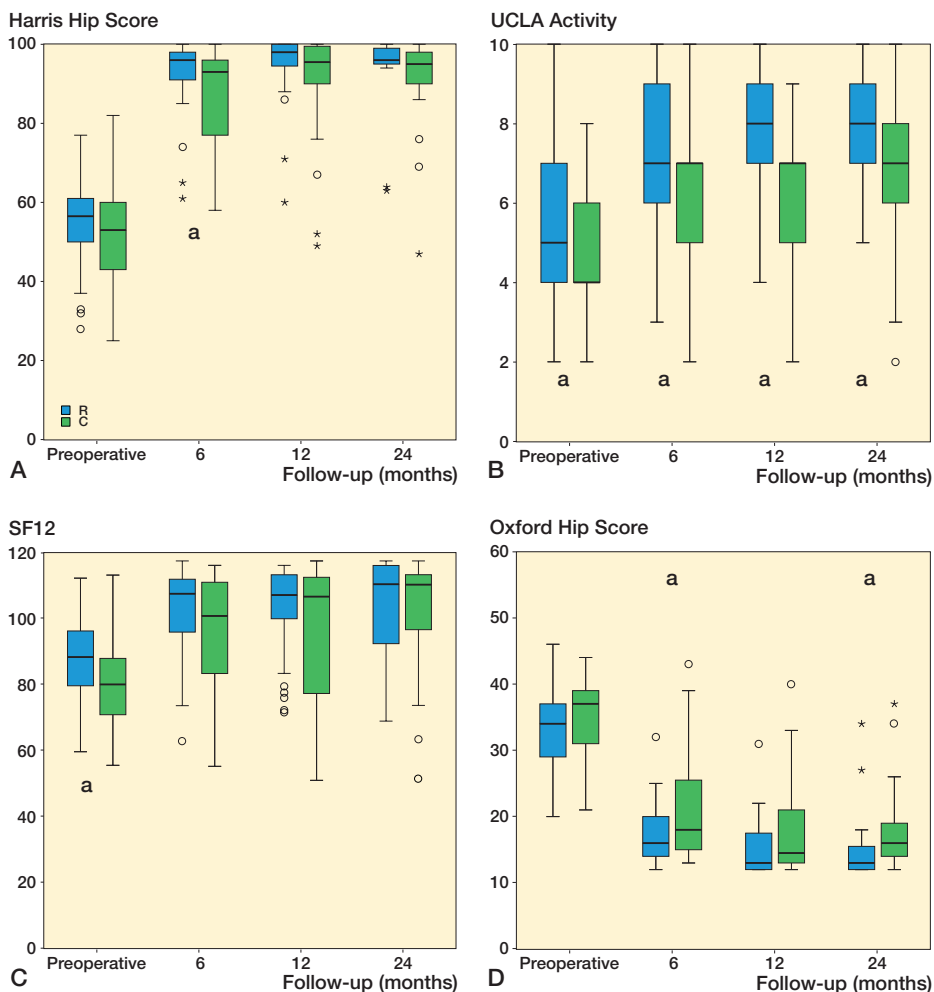 Harris Hip Score
100
80
60
40
20
0
a
R
C
Preoperative 6 12 24
Follow-up (months)
A
UCLA Activity
10
8
6
4
2
0
a a a a
Preoperative 6 12 24
Follow-up (months)
B
SF12
120
100
80
60
80
40
20
0
a
Preoperative 6 12 24
Follow-up (months)
C
Oxford Hip Score
60
50
40
30
20
10
0
a a
Preoperative 6 12 24
Follow-up (months)
D